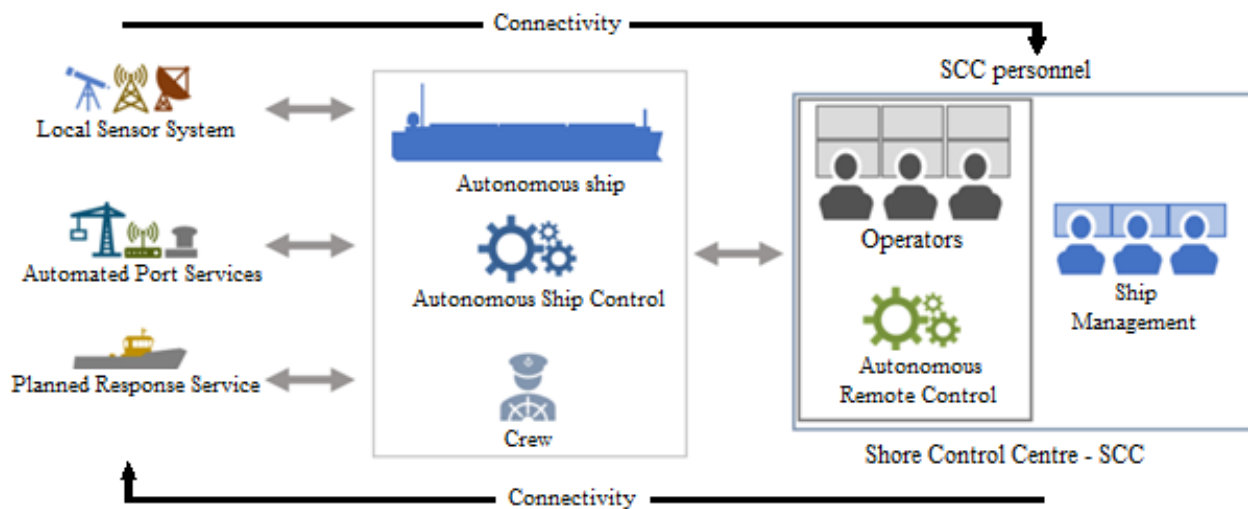 Connectivity
SCC personnel
Local Sensor System
Autonomous ship
Operators
Automated Port Services
Autonomous Ship Control
Ship
Management
Planned Response Service
Autonomous
Remote Control
Crew
Shore Control Centre - SCC
Connectivity